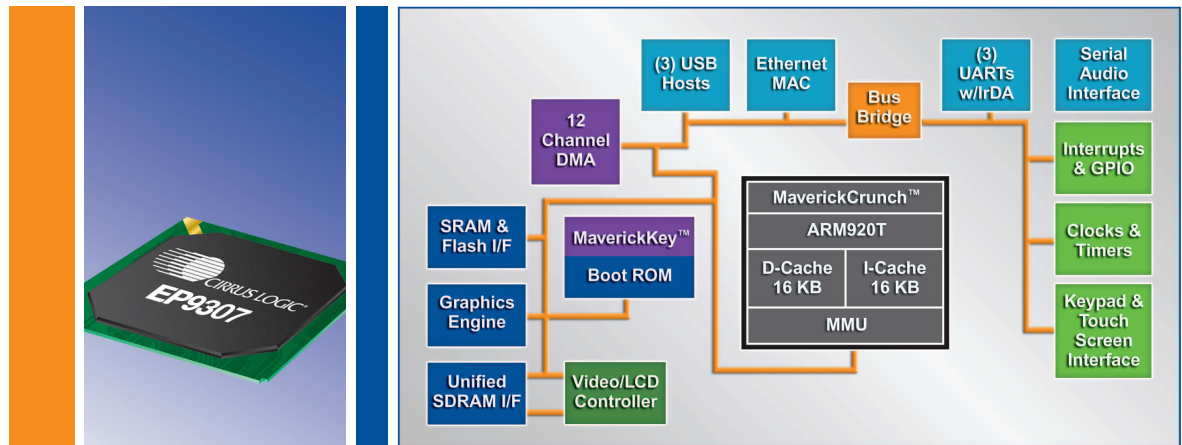 CIRRUS LOGIC®
EP9307
(3) USB
Hosts
Ethernet
MAC
Bus
Bridge
(3)
UARTs
w/IrDA
Serial
Audio
Interface
12
Channel
DMA
Interrupts
& GPIO
MaverickCrunch™
ARM920T
D-Cache
16 KB
I-Cache
16 KB
MMU
SRAM &
Flash I/F
MaverickKey™
Boot ROM
Clocks &
Timers
Graphics
Engine
Keypad &
Touch
Screen
Interface
Unified
SDRAM I/F
Video/LCD
Controller